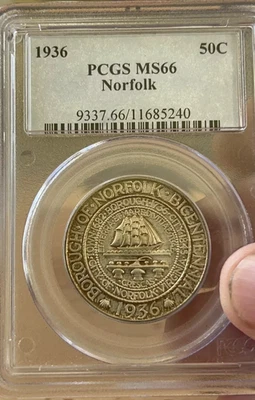 1936 50C
PCGS MS66
Norfolk
9337.66/11685240
BOROUGH·OF·NORFOLK·BICENTENNIAL
1936